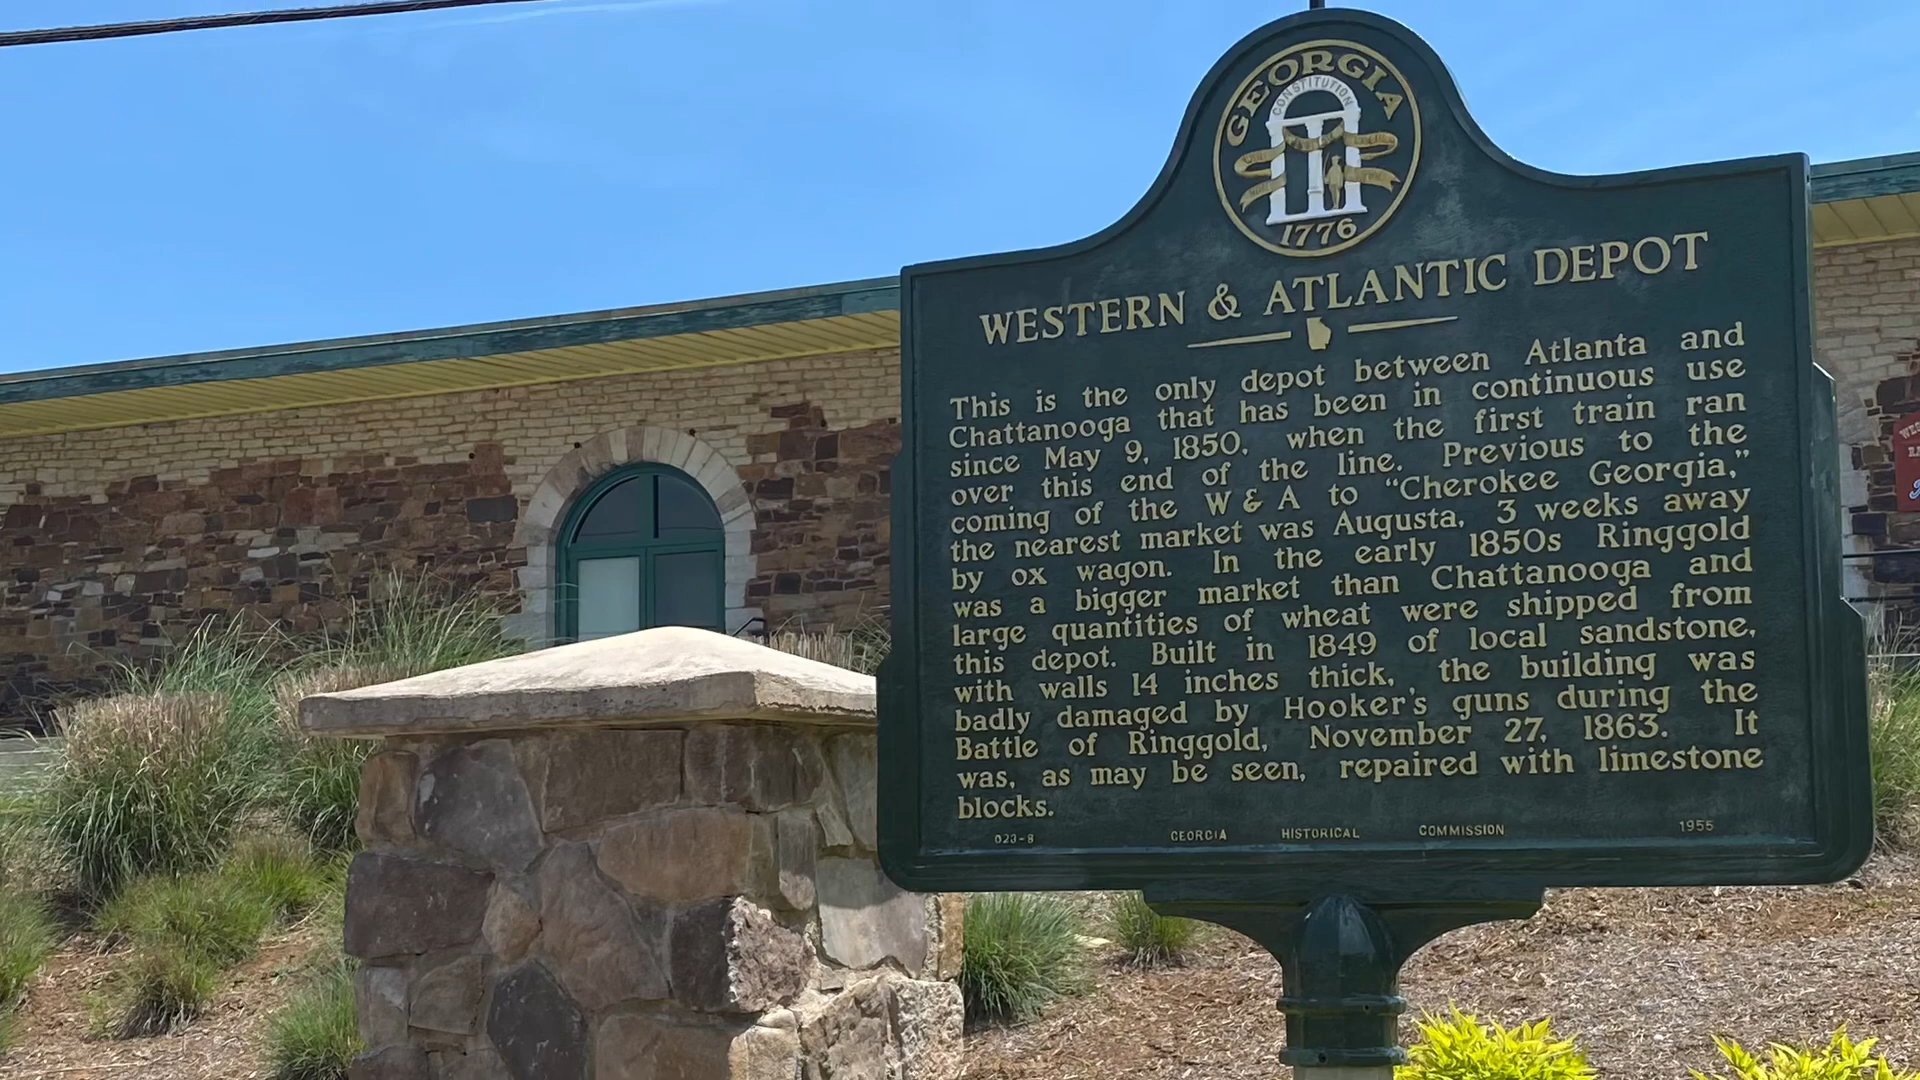 GEORGIA
CONSTITUTION
1776
WESTERN & ATLANTIC DEPOT
This is the only depot between Atlanta and
Chattanooga that has been in continuous use
since May 9, 1850, when the first train ran
over this end of the line. Previous to the
coming of the W & A to “Cherokee Georgia,”
the nearest market was Augusta, 3 weeks away
by ox wagon. In the early 1850s Ringgold
was a bigger market than Chattanooga and
large quantities of wheat were shipped from
this depot. Built in 1849 of local sandstone,
with walls 14 inches thick, the building was
badly damaged by Hooker's guns during the
Battle of Ringgold, November 27, 1863. It
was, as may be seen, repaired with limestone
blocks.
023-8 GEORGIA HISTORICAL COMMISSION 1955